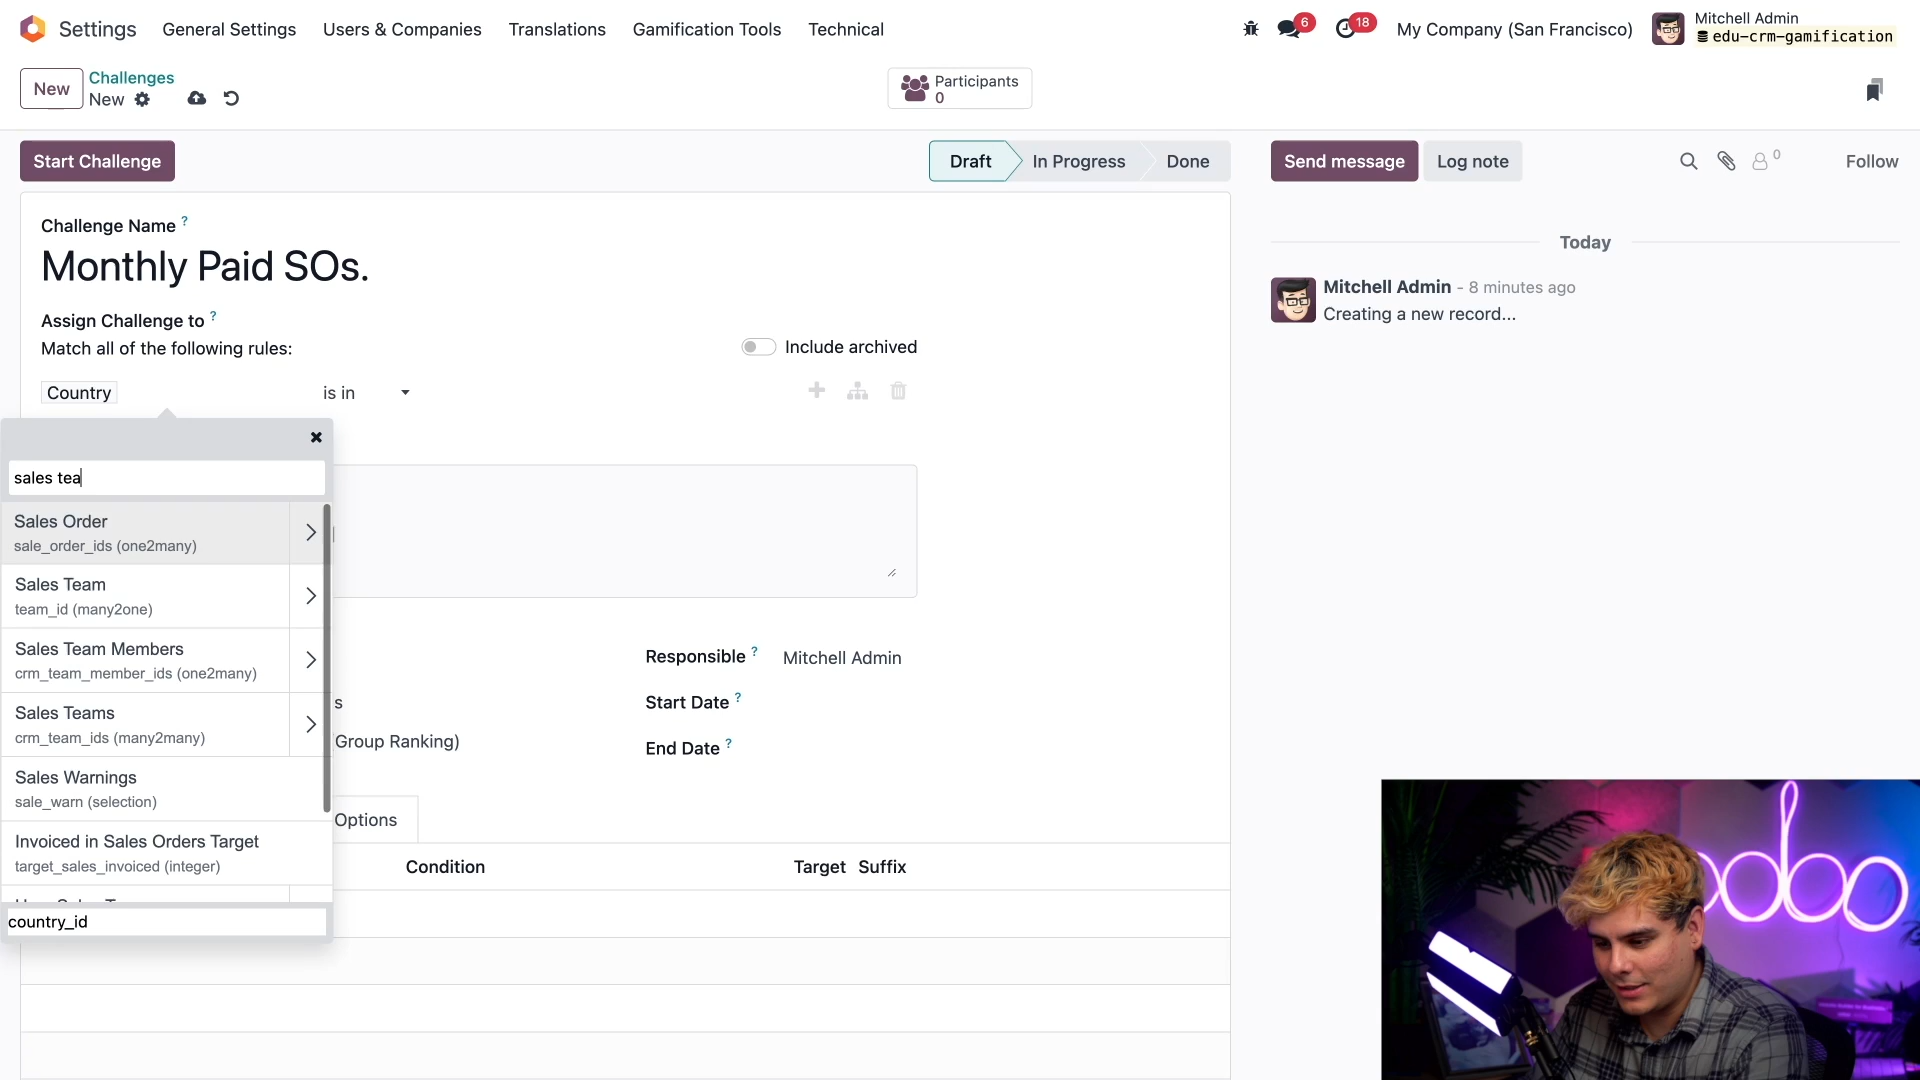 Settings
General Settings
Users & Companies
Translations
Gamification Tools
Technical
6
18
My Company (San Francisco)
Mitchell Admin
edu-crm-gamification
New
Challenges
New
Participants
0
Start Challenge
Draft
In Progress
Done
Send message
Log note
0
Follow
Challenge Name ?
Monthly Paid SOs.
Today
Mitchell Admin - 8 minutes ago
Creating a new record...
Assign Challenge to ?
Match all of the following rules:
Include archived
Country
is in
sales tea
Sales Order
sale_order_ids (one2many)
Sales Team
team_id (many2one)
Sales Team Members
crm_team_member_ids (one2many)
Sales Teams
crm_team_ids (many2many)
Sales Warnings
sale_warn (selection)
Invoiced in Sales Orders Target
target_sales_invoiced (integer)
country_id
s
Group Ranking)
Responsible ?
Mitchell Admin
Start Date ?
End Date ?
Options
Condition
Target
Suffix
odoo